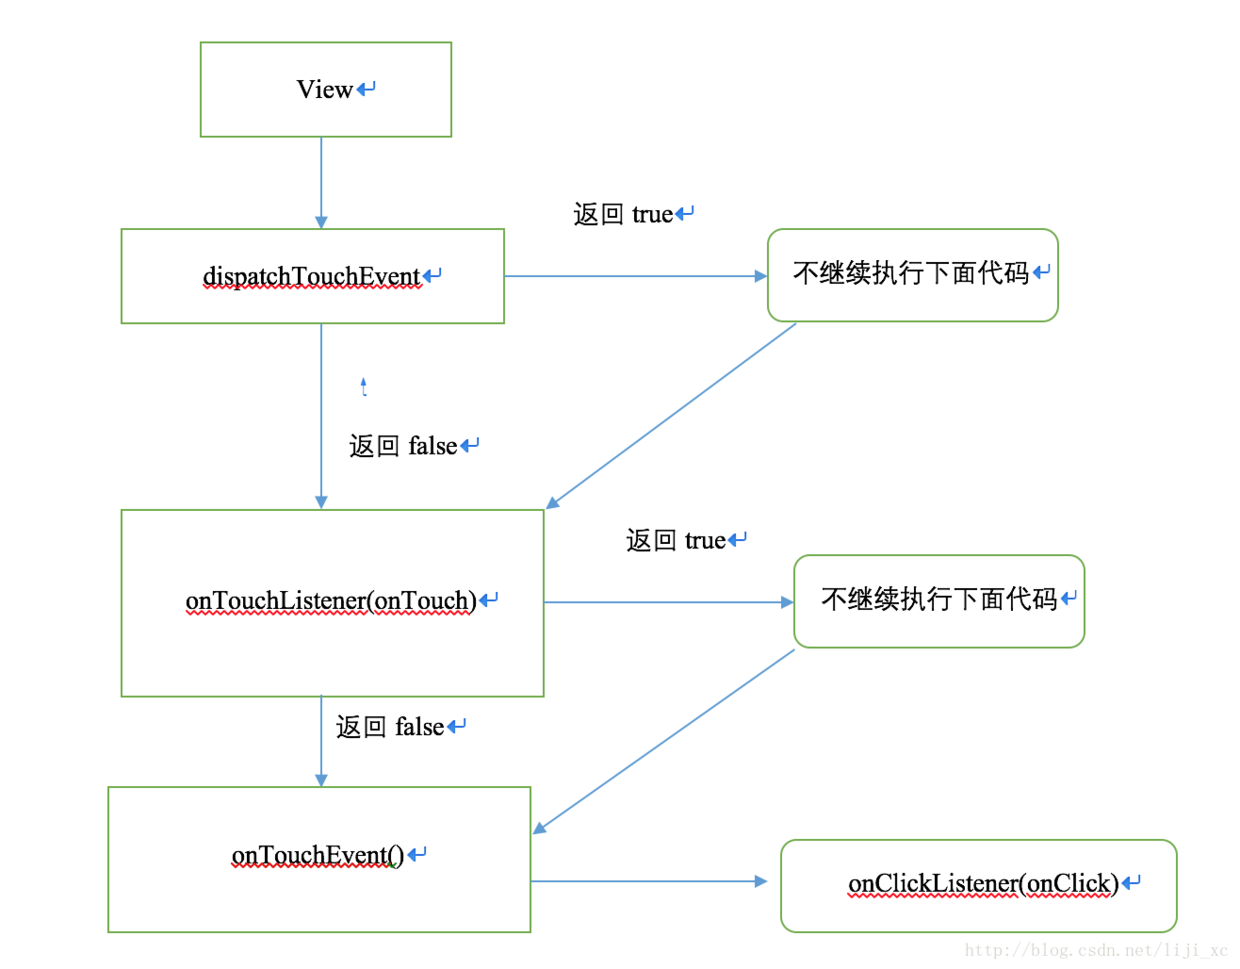 View
返回 true
dispatchTouchEvent
不继续执行下面代码
返回 false
返回 true
onTouchListener(onTouch)
不继续执行下面代码
返回 false
onTouchEvent()
onClickListener(onClick)
http://blog.csdn.net/liji_xc